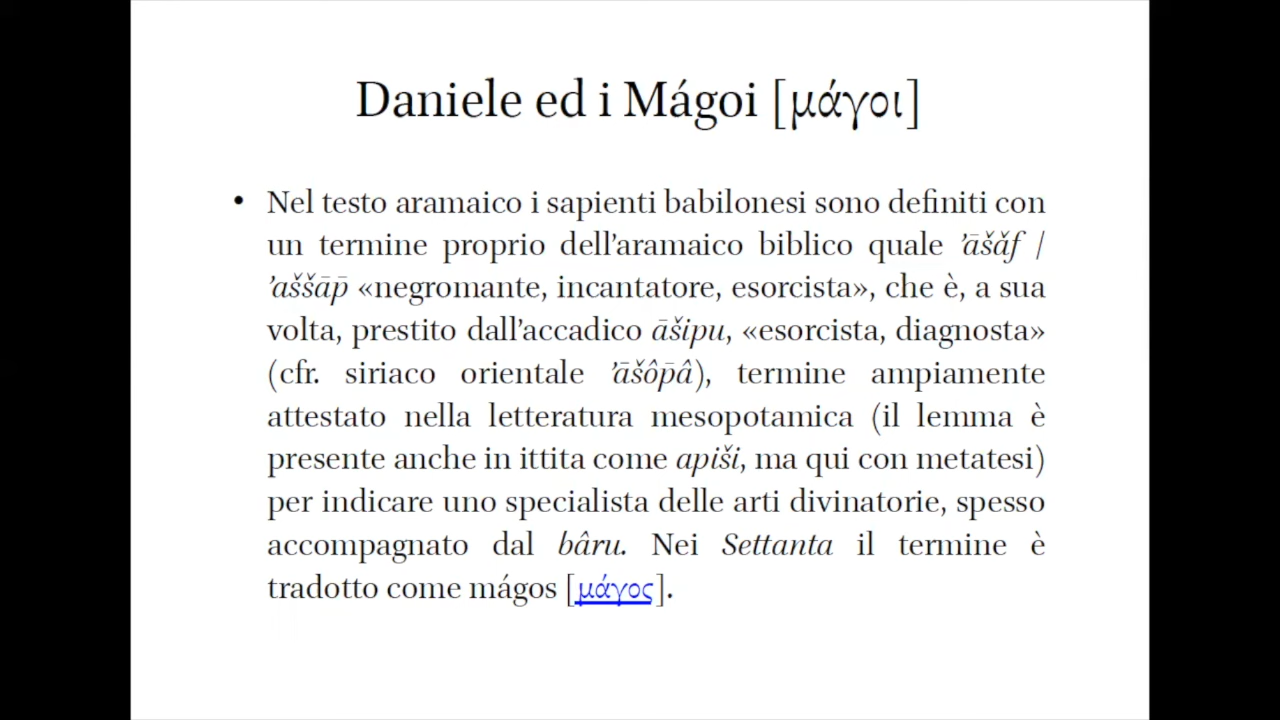 Daniele ed i Mágoi [μάγοι]
• Nel testo aramaico i sapienti babilonesi sono definiti con
un termine proprio dell’aramaico biblico quale ’āšǎf /
’aššāp̄ «negromante, incantatore, esorcista», che è, a sua
volta, prestito dall’accadico āšipu, «esorcista, diagnosta»
(cfr. siriaco orientale ’āšôp̄â), termine ampiamente
attestato nella letteratura mesopotamica (il lemma è
presente anche in ittita come apiši, ma qui con metatesi)
per indicare uno specialista delle arti divinatorie, spesso
accompagnato dal bâru. Nei Settanta il termine è
tradotto come mágos [μάγος].